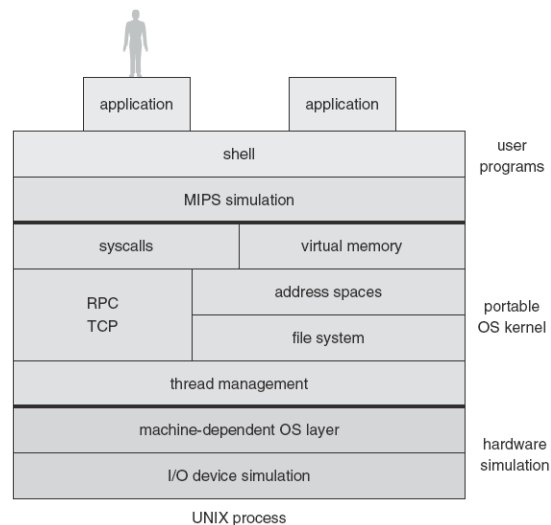 application
application
shell
user
programs
MIPS simulation
syscalls
virtual memory
RPC
TCP
address spaces
file system
portable
OS kernel
thread management
machine-dependent OS layer
I/O device simulation
hardware
simulation
UNIX process